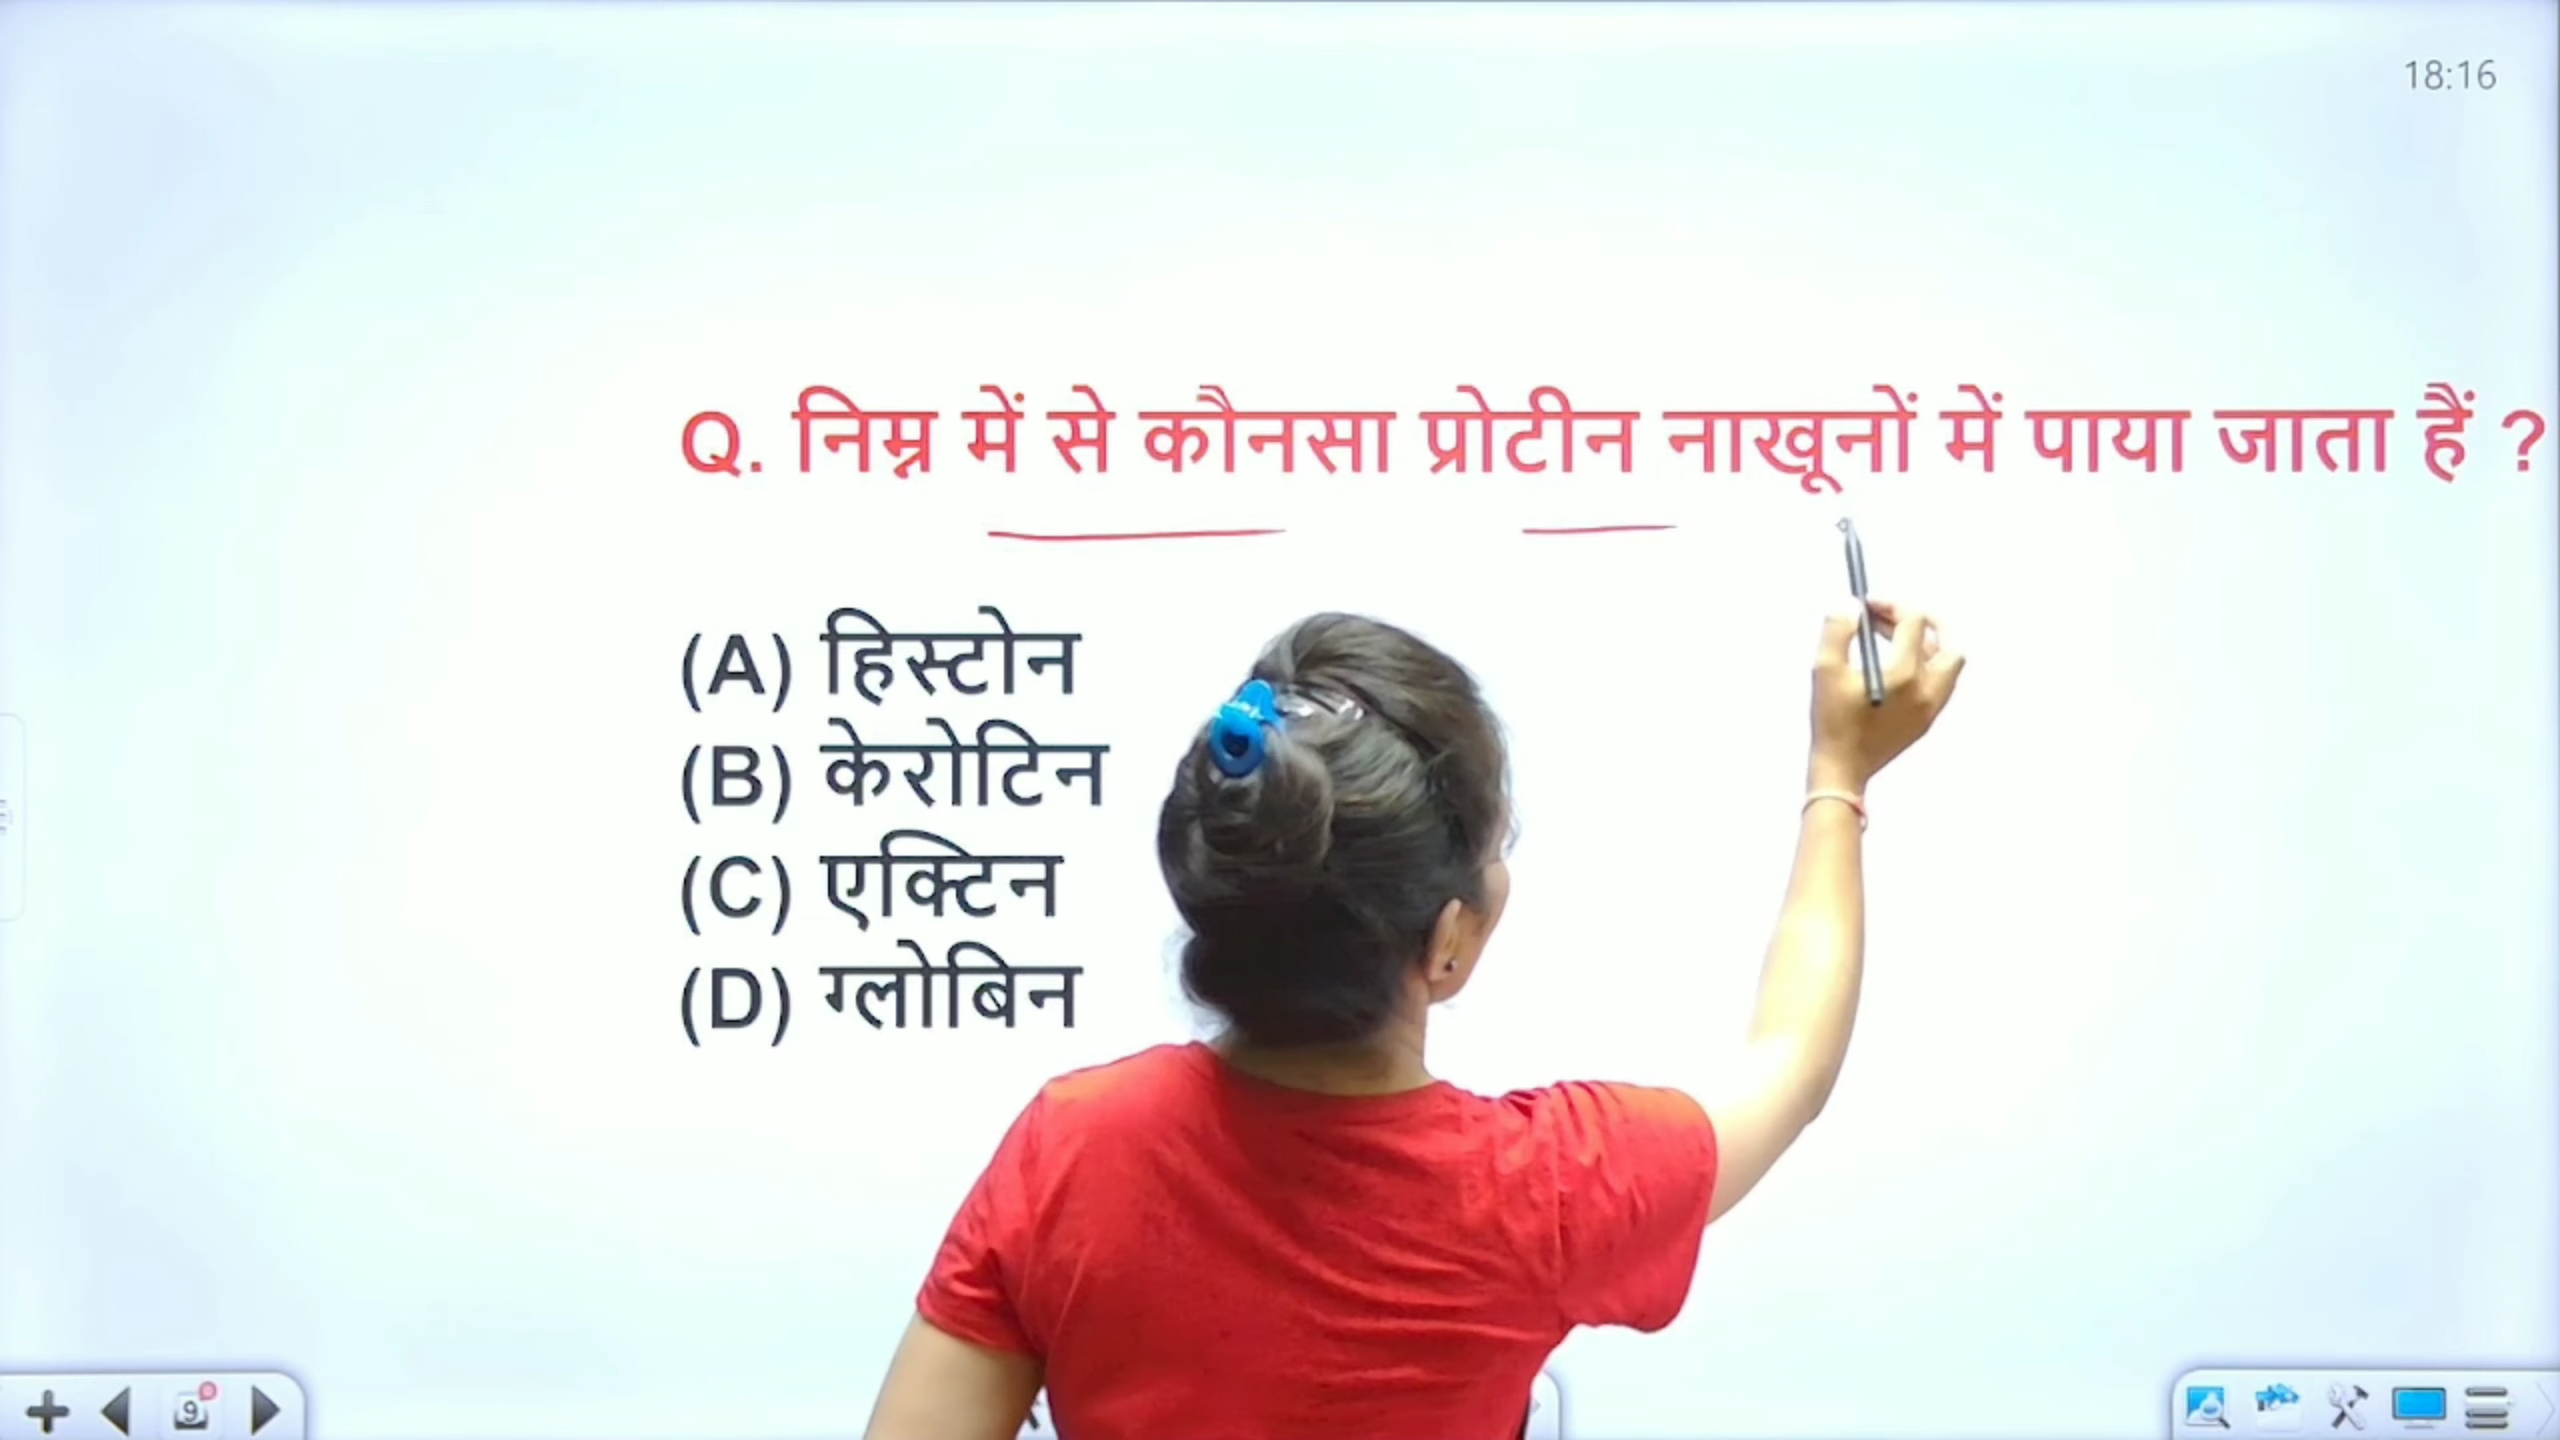 18:16
Q. निम्न में से कौनसा प्रोटीन नाखूनों में पाया जाता हैं ?
(A) हिस्टोन
(B) केरोटिन
(C) एक्टिन
(D) ग्लोबिन
9